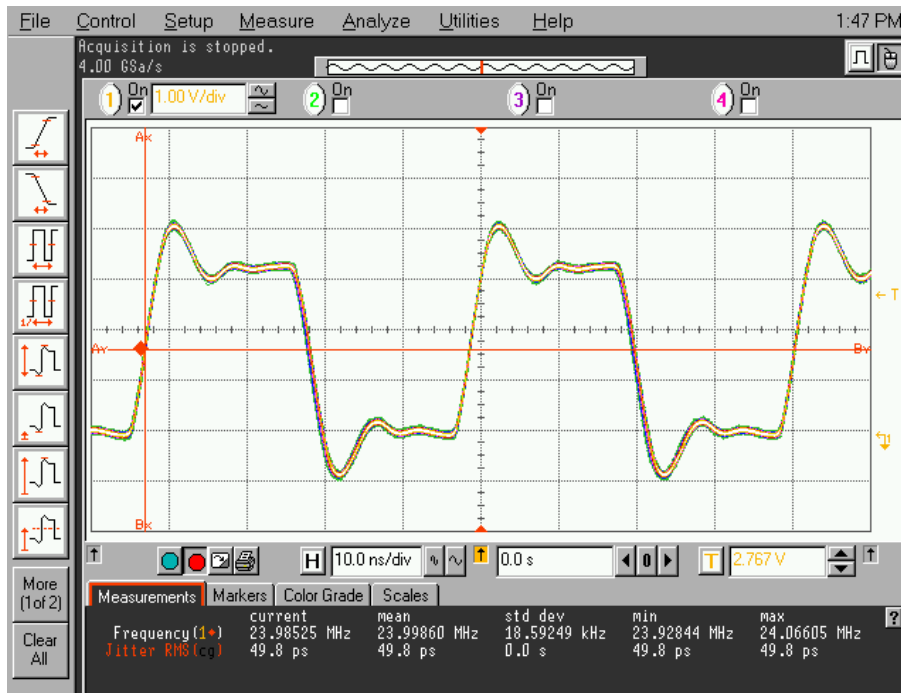 File Control Setup Measure Analyze Utilities Help 1:47 PM
Acquisition is stopped.
4.00 GSa/s
1 On 1.00 V/div 2 On 3 On 4 On
Ax
T
Ay By
1
Bx
H 10.0 ns/div 0.0 s 0 T 2.767 V
More
(1of 2)
Clear
All
Measurements Markers Color Grade Scales
current mean std dev min max ?
Frequency(1) 23.98525 MHz 23.99860 MHz 18.59249 kHz 23.92844 MHz 24.06605 MHz
Jitter RMS(cg) 49.8 ps 49.8 ps 0.0 s 49.8 ps 49.8 ps